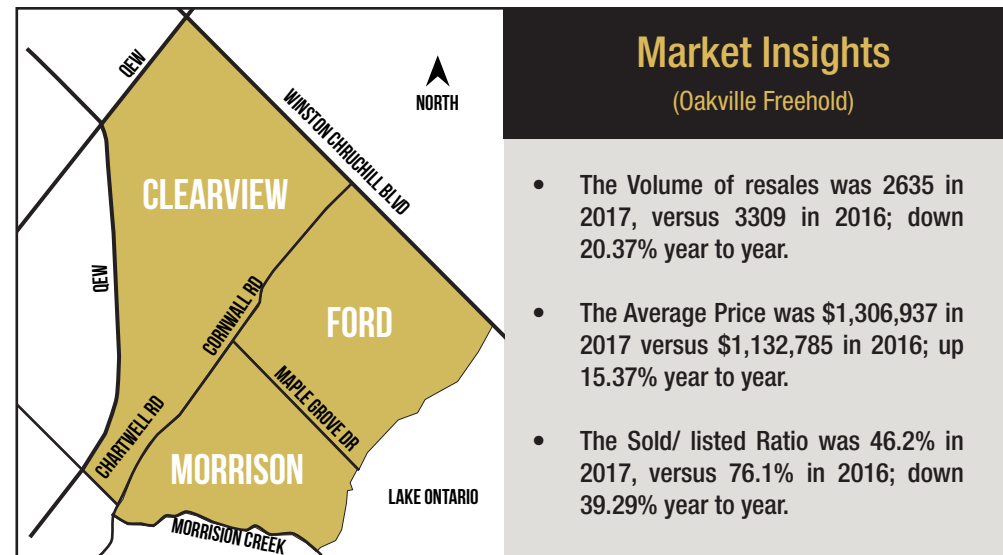 QEW
NORTH
WINSTON CHRUCHILL BLVD
CLEARVIEW
QEW
CORNWALL RD
FORD
MAPLE GROVE DR
CHARTWELL RD
MORRISON
LAKE ONTARIO
MORRISION CREEK
Market Insights
(Oakville Freehold)
• The Volume of resales was 2635 in
2017, versus 3309 in 2016; down
20.37% year to year.
• The Average Price was $1,306,937 in
2017 versus $1,132,785 in 2016; up
15.37% year to year.
• The Sold/ listed Ratio was 46.2% in
2017, versus 76.1% in 2016; down
39.29% year to year.